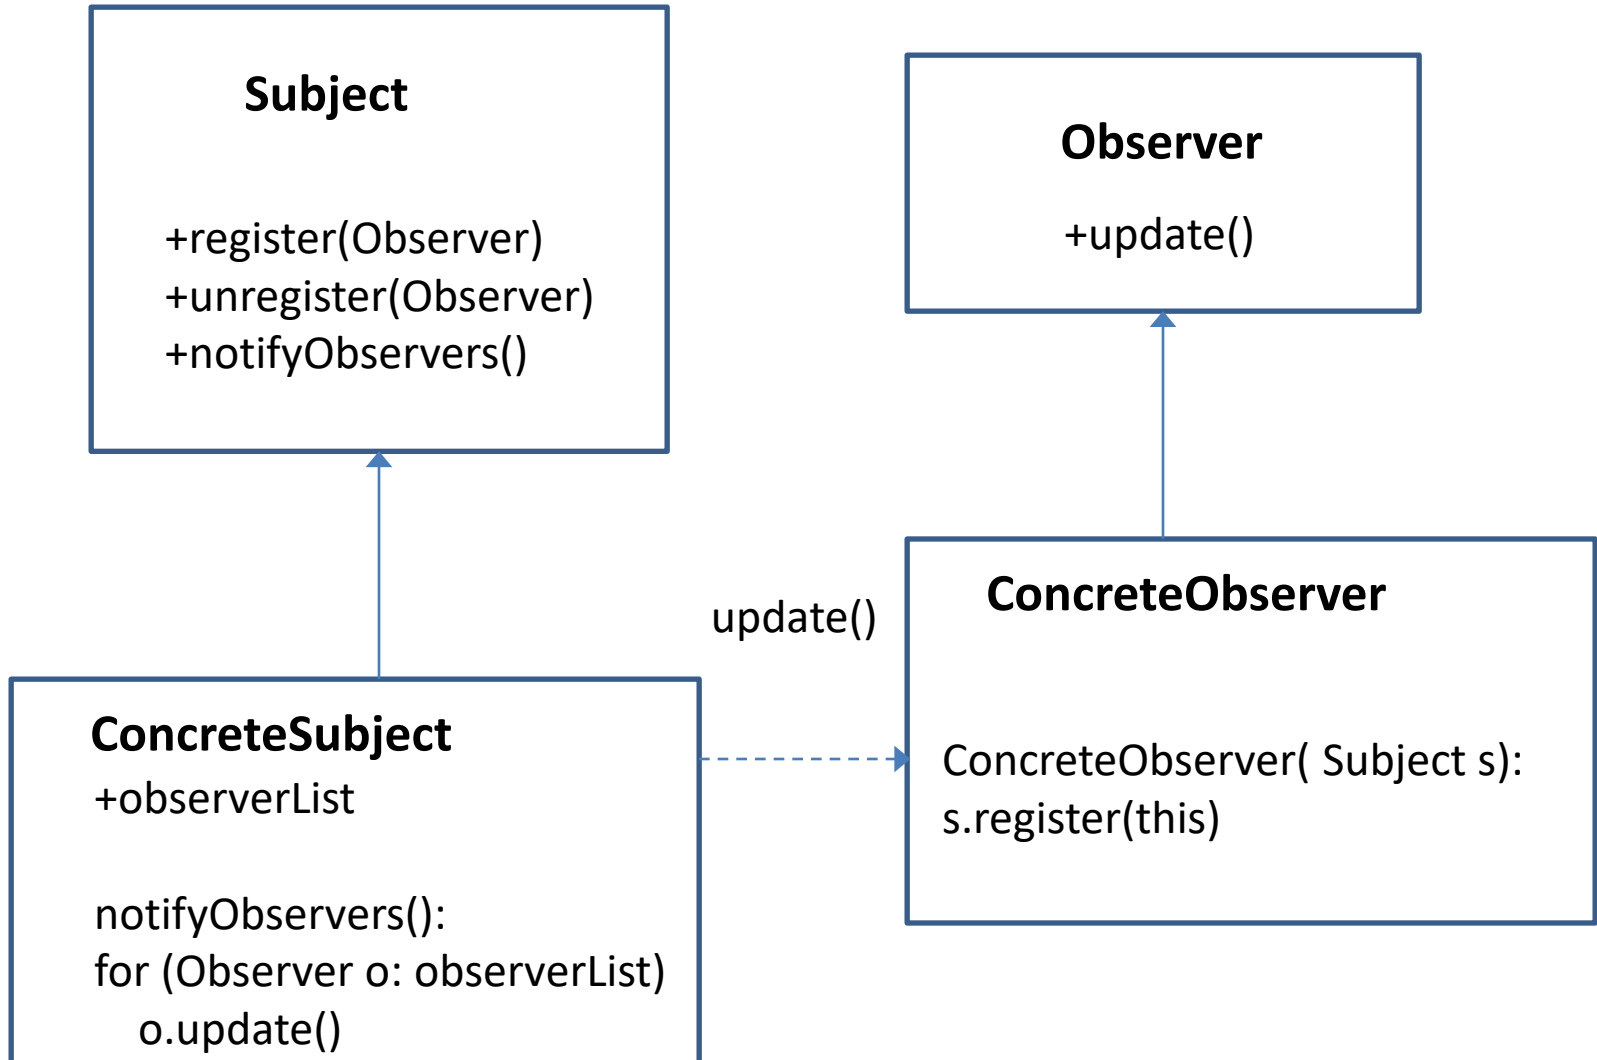 Subject
+register(Observer)
+unregister(Observer)
+notifyObservers()
Observer
+update()
update()
ConcreteSubject
+observerList
notifyObservers():
for (Observer o: observerList)
o.update()
ConcreteObserver
ConcreteObserver( Subject s):
s.register(this)